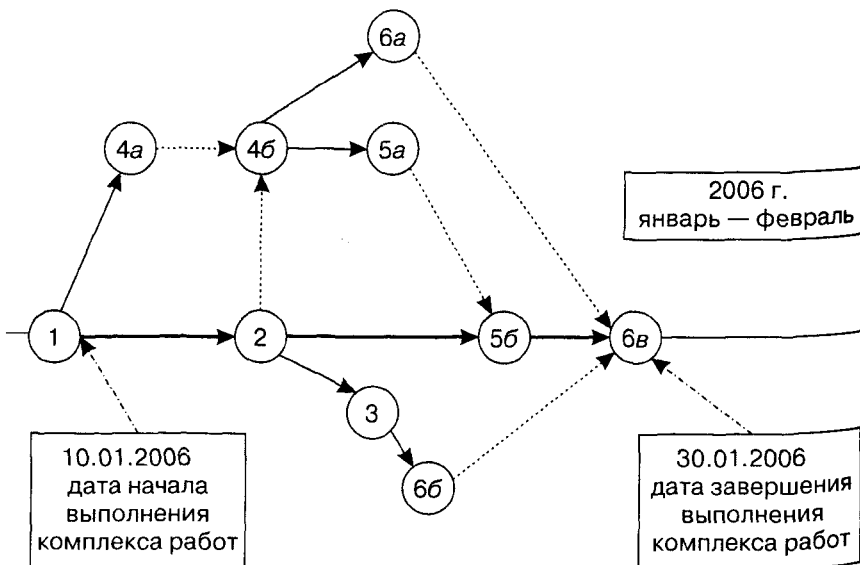 6а
4а
4б
5а
2006 г.
январь — февраль
1
2
5б
6в
3
6б
10.01.2006
дата начала
выполнения
комплекса работ
30.01.2006
дата завершения
выполнения
комплекса работ